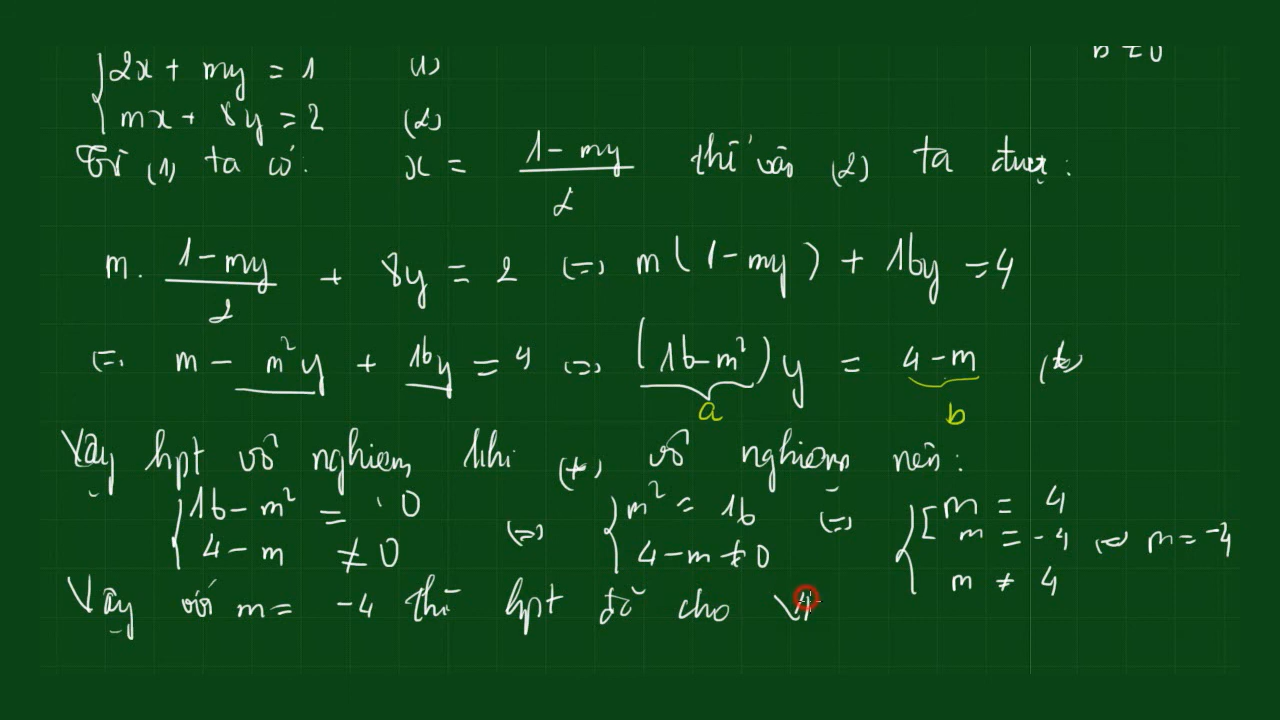 b ≠ 0
2x + my = 1 (1)
mx + 8y = 2 (2)
Từ (1) ta có: x = (1 - my)/2 thế vào (2) ta được:
m. (1 - my)/2 + 8y = 2 (=) m(1 - my) + 16y = 4
(=) m - m²y + 16y = 4 (=) (16 - m²)y = 4 - m (*)
a b
Vậy hpt vô nghiệm khi (*) vô nghiệm nên:
{16 - m² = 0 (=) {m² = 16 (=) {[m = 4
4 - m ≠ 0 4 - m ≠ 0 m = -4 (=) m = -4
m ≠ 4
Vậy với m = -4 thì hpt đã cho